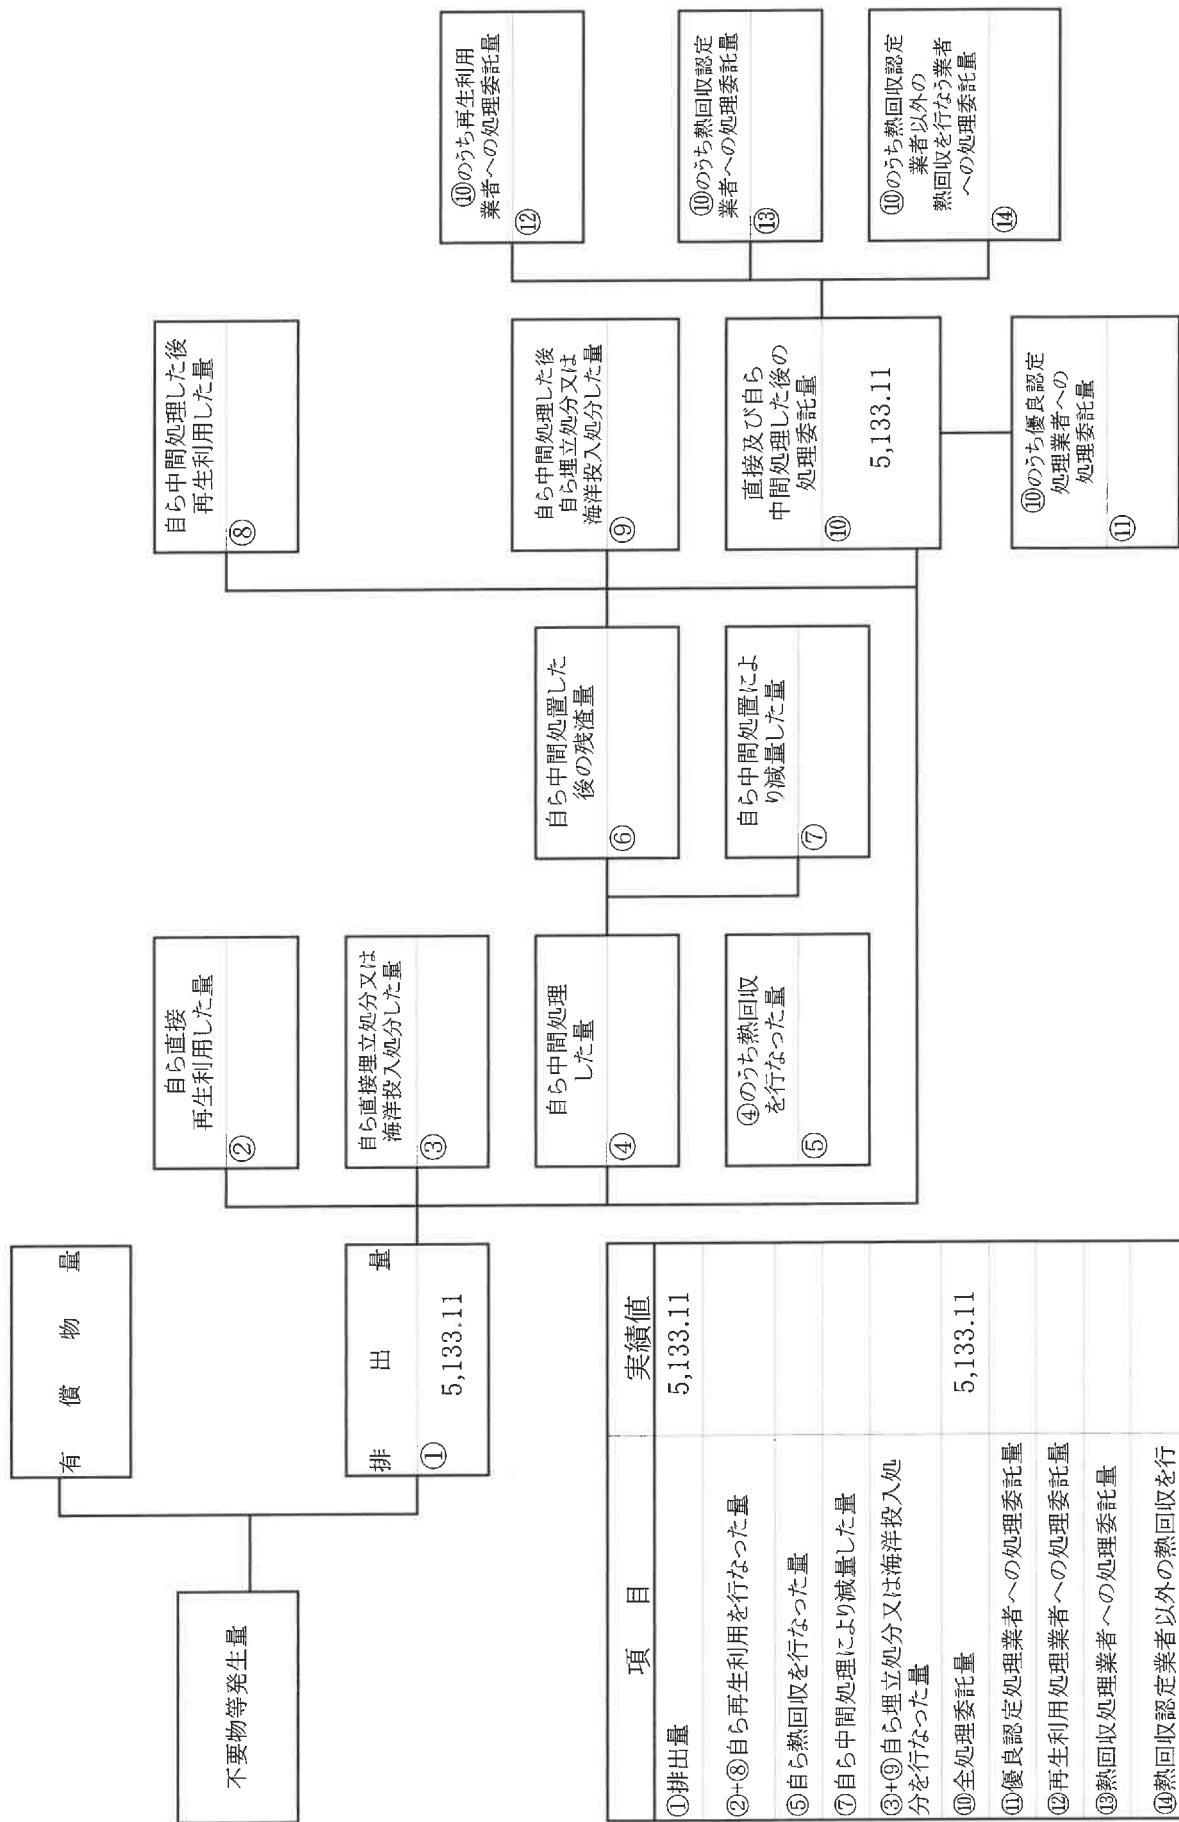 不要物等発生量
有償物量
排出量
①
5,133.11
自ら直接
再生利用した量
②
自ら直接埋立処分又は
海洋投入処分した量
③
自ら中間処理
した量
④
④のうち熱回収
を行なった量
⑤
自ら中間処置した
後の残渣量
⑥
自ら中間処置によ
り減量した量
⑦
自ら中間処理した後
再生利用した量
⑧
自ら中間処理した後
自ら埋立処分又は
海洋投入処分した量
⑨
直接及び自ら
中間処理した後の
処理委託量
⑩
5,133.11
⑩のうち優良認定
処理業者への
処理委託量
⑪
⑩のうち再生利用
業者への処理委託量
⑫
⑩のうち熱回収認定
業者への処理委託量
⑬
⑩のうち熱回収認定
業者以外の
熱回収を行なう業者
への処理委託量
⑭
項目 実績値
①排出量 5,133.11
②+⑧自ら再生利用を行なった量
⑤自ら熱回収を行なった量
⑦自ら中間処理により減量した量
③+⑨自ら埋立処分又は海洋投入処
分を行なった量
⑩全処理委託量 5,133.11
⑪優良認定処理業者への処理委託量
⑫再生利用処理業者への処理委託量
⑬熱回収処理業者への処理委託量
⑭熱回収認定業者以外の熱回収を行